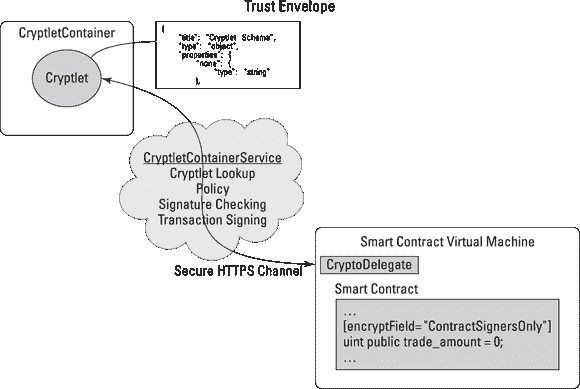 Trust Envelope
CryptletContainer
Cryptlet
{
"title": "Cryptlet Schema",
"type": "object",
"properties": {
"none": {
"type": "string"
},
CryptletContainerService
Cryptlet Lookup
Policy
Signature Checking
Transaction Signing
Secure HTTPS Channel
Smart Contract Virtual Machine
CryptoDelegate
Smart Contract
…
[encryptField="ContractSignersOnly"]
uint public trade_amount = 0;
…